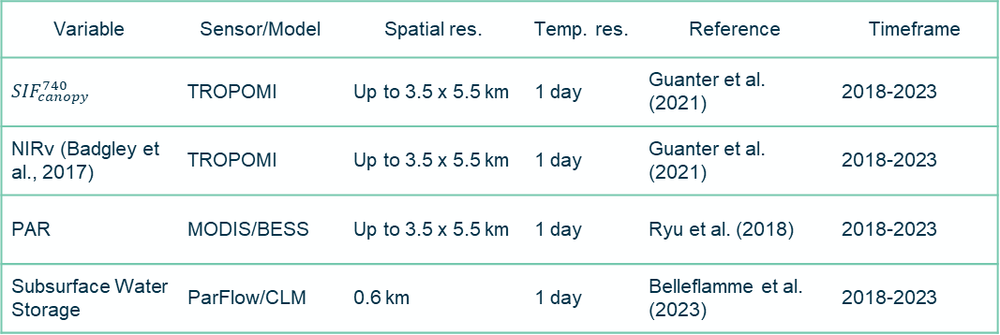 Variable Sensor/Model Spatial res. Temp. res. Reference Timeframe
SIF^{740}_{canopy} TROPOMI Up to 3.5 x 5.5 km 1 day Guanter et al. (2021) 2018-2023
NIRv (Badgley et al., 2017) TROPOMI Up to 3.5 x 5.5 km 1 day Guanter et al. (2021) 2018-2023
PAR MODIS/BESS Up to 3.5 x 5.5 km 1 day Ryu et al. (2018) 2018-2023
Subsurface Water Storage ParFlow/CLM 0.6 km 1 day Belleflamme et al. (2023) 2018-2023